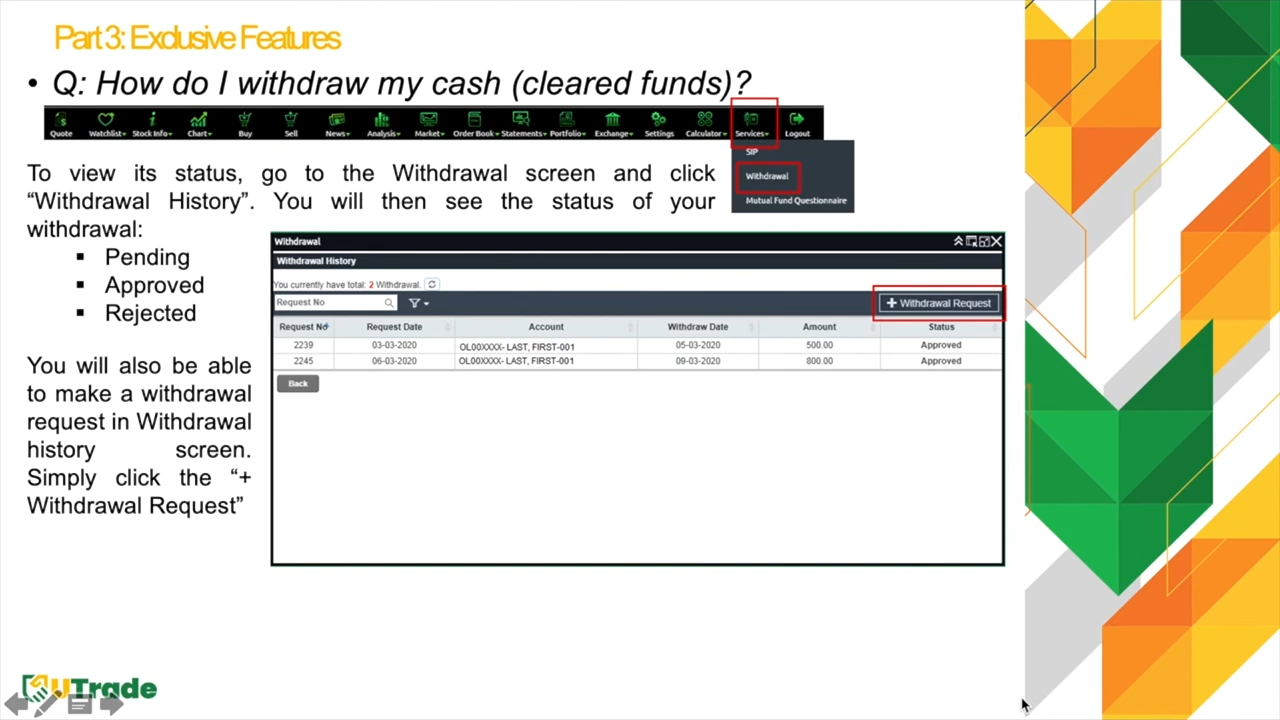 Part 3: Exclusive Features
• Q: How do I withdraw my cash (cleared funds)?
Quote Watchlist Stock Info Chart Buy Sell News Analysis Market Order Book Statements Portfolio Exchange Settings Calculator Services Logout
SIP
Withdrawal
Mutual Fund Questionnaire
To view its status, go to the Withdrawal screen and click
“Withdrawal History”. You will then see the status of your
withdrawal:
▪ Pending
▪ Approved
▪ Rejected
You will also be able
to make a withdrawal
request in Withdrawal
history screen.
Simply click the “+
Withdrawal Request”
Withdrawal
Withdrawal History
You currently have total: 2 Withdrawal.
Request No
+ Withdrawal Request
Request No Request Date Account Withdraw Date Amount Status
2239 03-03-2020 OL00XXXX- LAST, FIRST-001 05-03-2020 500.00 Approved
2245 06-03-2020 OL00XXXX- LAST, FIRST-001 09-03-2020 800.00 Approved
Back
UTrade